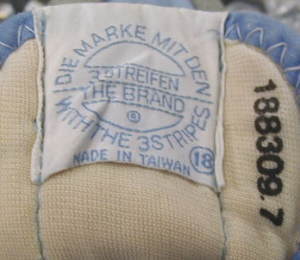 DIE MARKE MIT DEN
3 STREIFEN
THE BRAND
WITH THE 3 STRIPES
MADE IN TAIWAN 18
188309.7